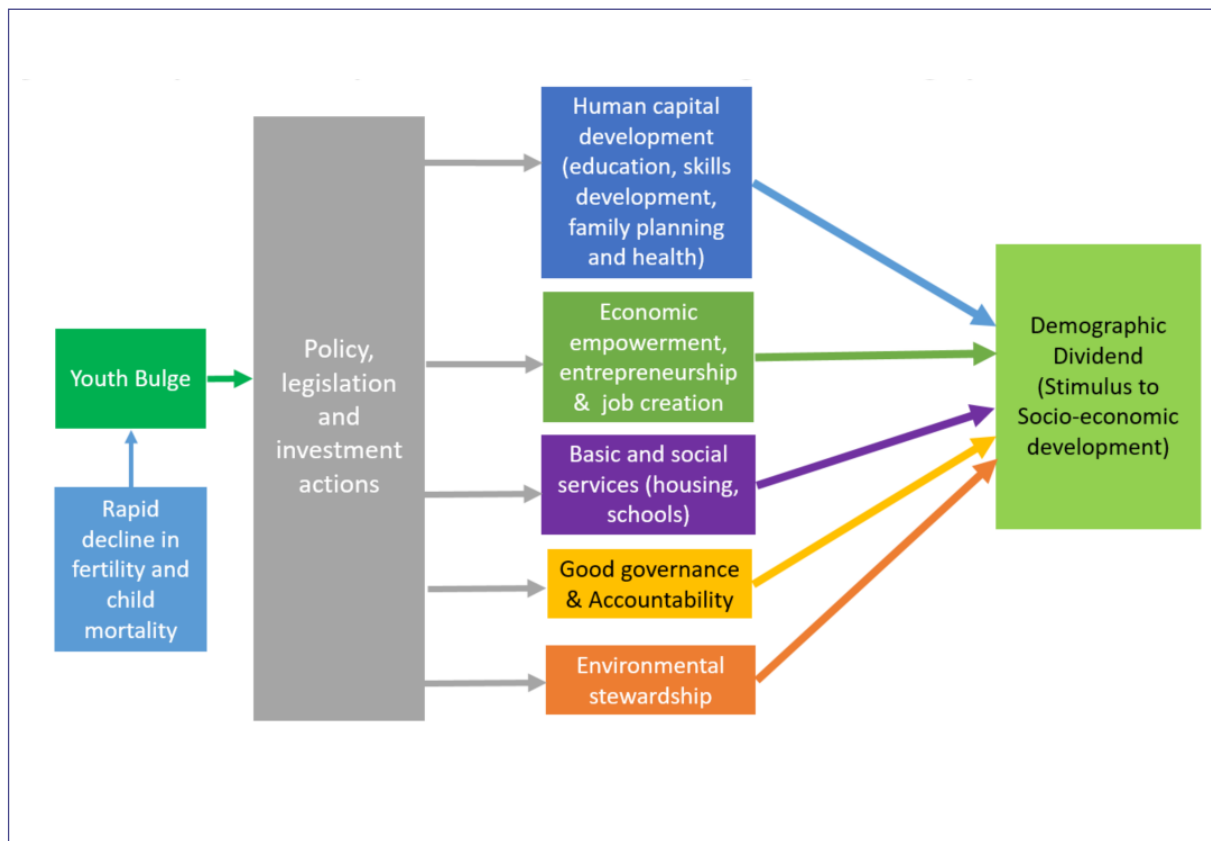 Human capital
development
(education, skills
development,
family planning
and health)
Economic
empowerment,
entrepreneurship
& job creation
Basic and social
services (housing,
schools)
Good governance
& Accountability
Environmental
stewardship
Policy,
legislation
and
investment
actions
Youth Bulge
Rapid
decline in
fertility and
child
mortality
Demographic
Dividend
(Stimulus to
Socio-economic
development)